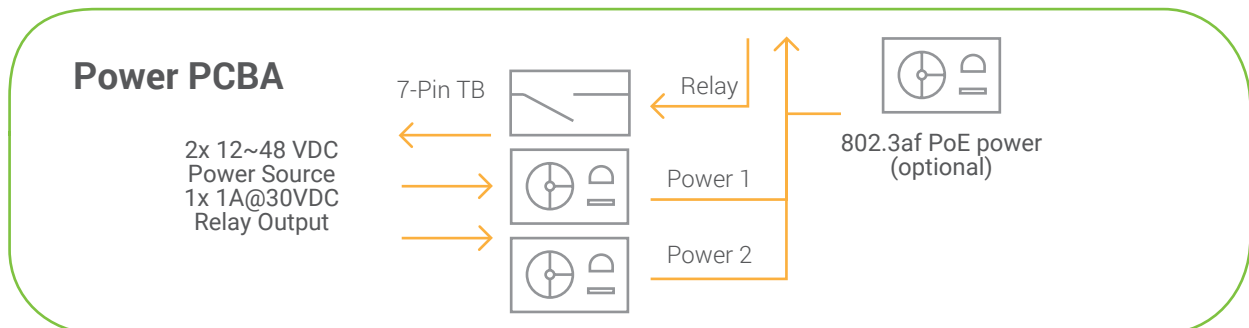 Power PCBA
7-Pin TB
Relay
2x 12~48 VDC
Power Source
1x 1A@30VDC
Relay Output
Power 1
Power 2
802.3af PoE power
(optional)